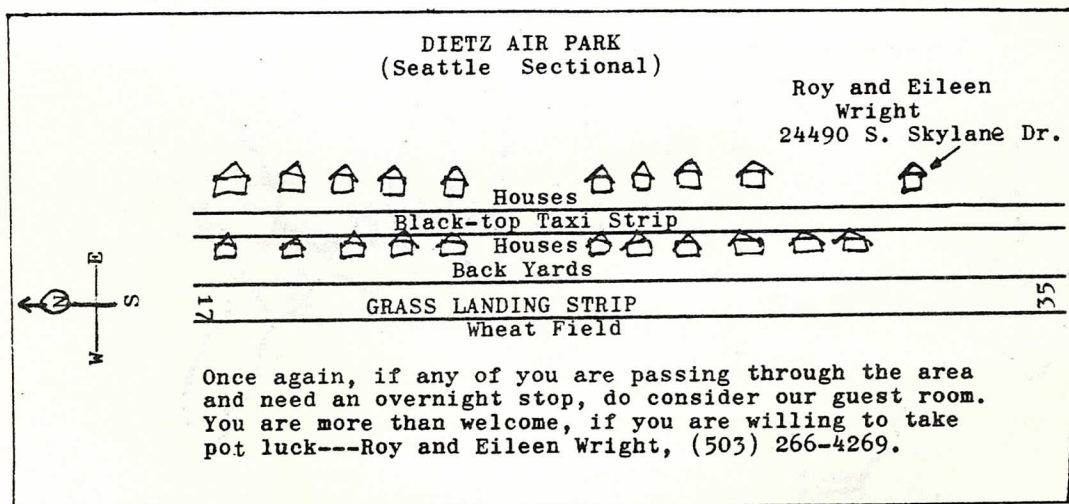 DIETZ AIR PARK
(Seattle Sectional)
Roy and Eileen
Wright
24490 S. Skylane Dr.
Houses
Black-top Taxi Strip
Houses
Back Yards
N
E
S
W
17
GRASS LANDING STRIP
35
Wheat Field
Once again, if any of you are passing through the area
and need an overnight stop, do consider our guest room.
You are more than welcome, if you are willing to take
pot luck---Roy and Eileen Wright, (503) 266-4269.